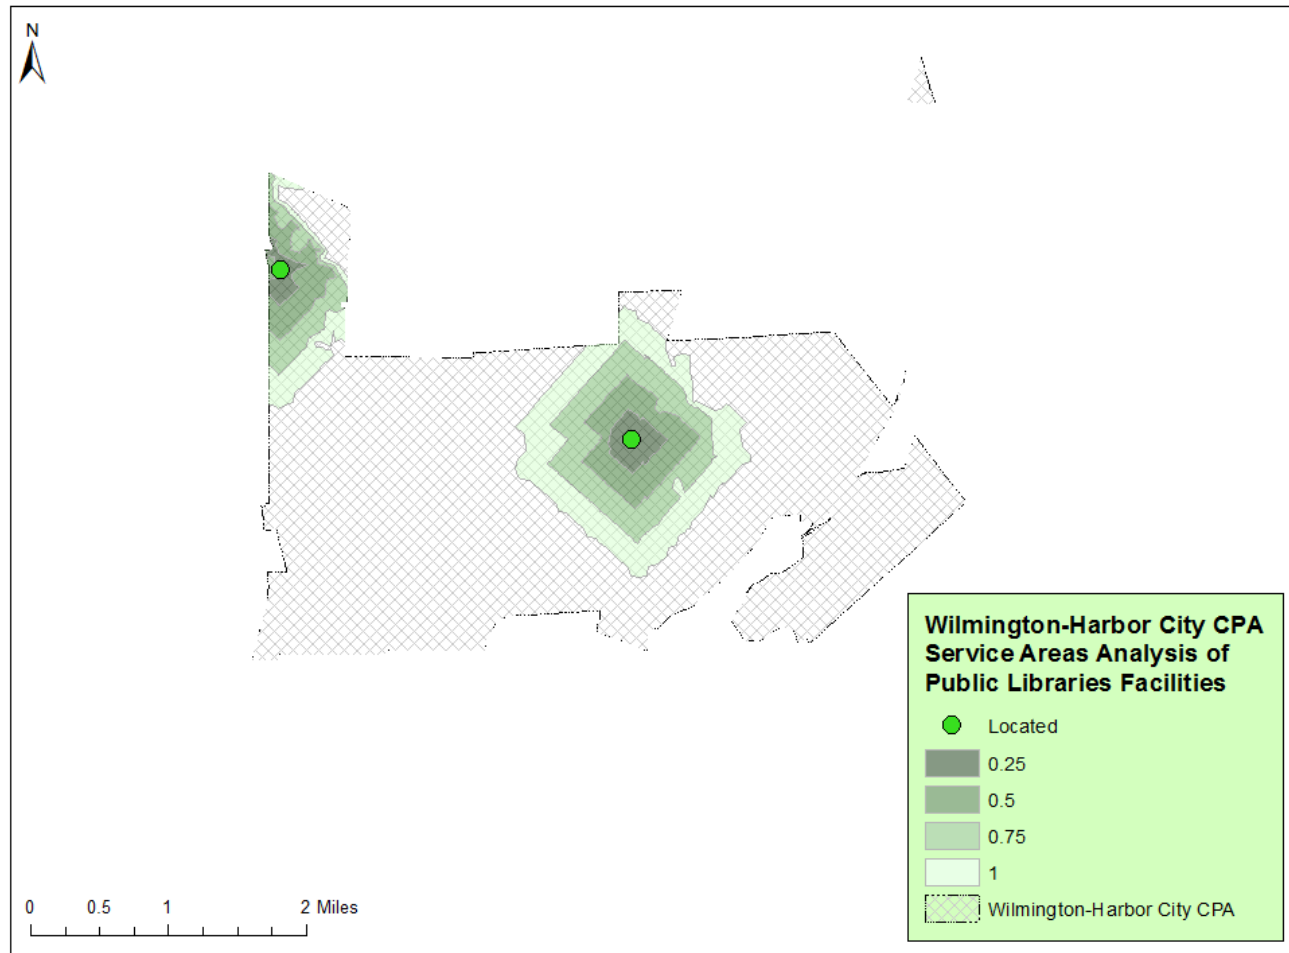 N
Wilmington-Harbor City CPA
Service Areas Analysis of
Public Libraries Facilities
Located
0.25
0.5
0.75
1
Wilmington-Harbor City CPA
0 0.5 1 2 Miles